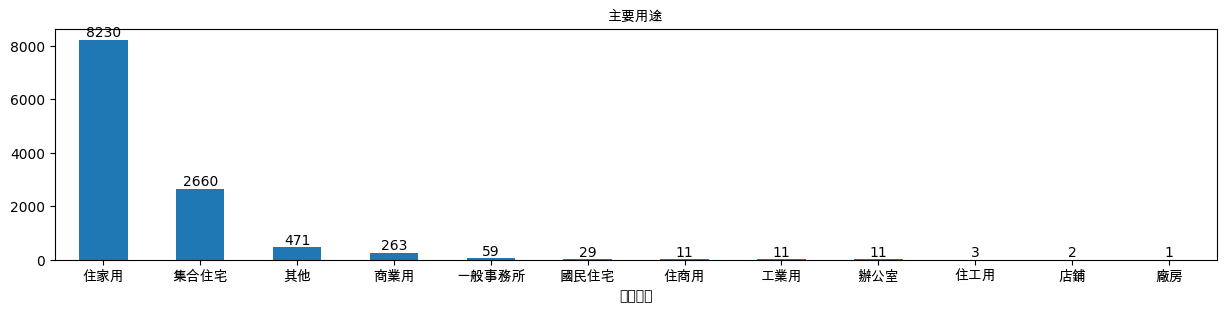 主要用途
8000
6000
4000
2000
0
8230
2660
471
263
59
29
11
11
11
3
2
1
住家用
集合住宅
其他
商業用
一般事務所
國民住宅
住商用
工業用
辦公室
住工用
店鋪
廠房